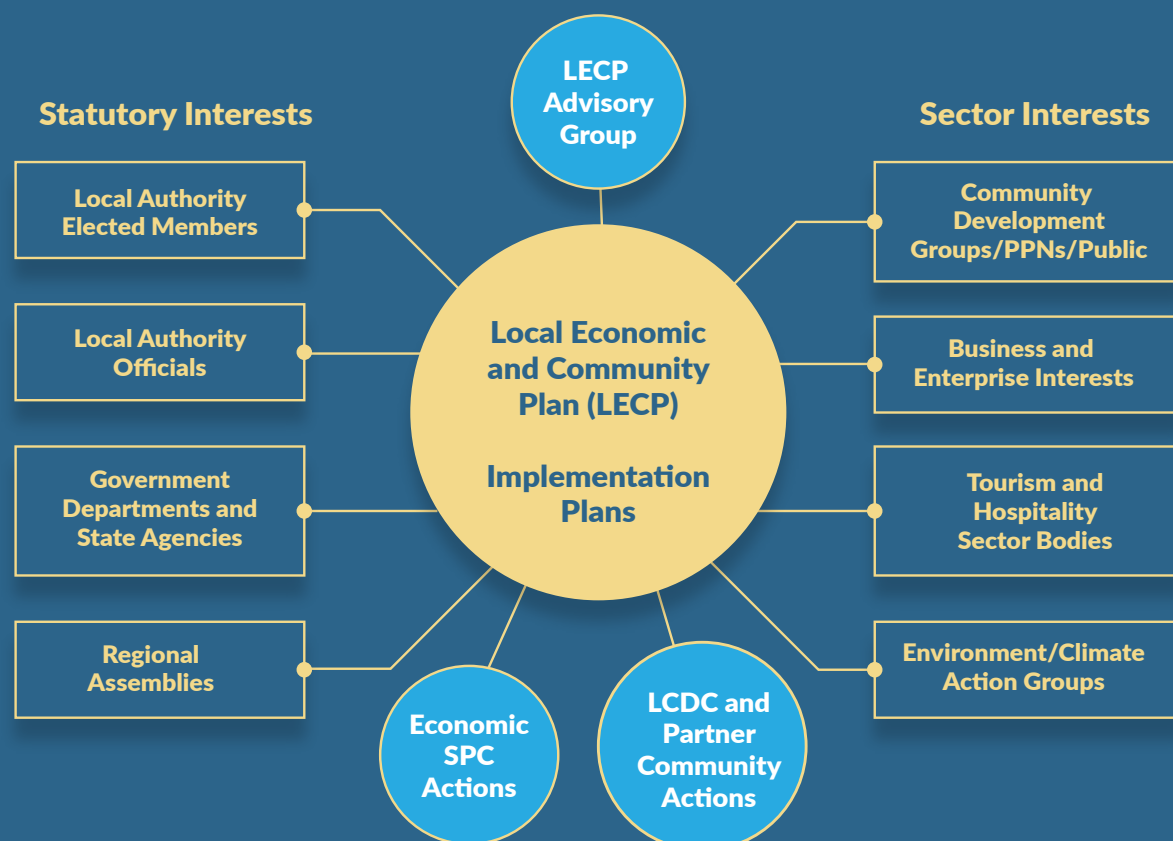 LECP
Advisory
Group
Statutory Interests
Local Authority
Elected Members
Local Authority
Officials
Government
Departments and
State Agencies
Regional
Assemblies
Local Economic
and Community
Plan (LECP)
Implementation
Plans
Economic
SPC
Actions
LCDC and
Partner
Community
Actions
Sector Interests
Community
Development
Groups/PPNs/Public
Business and
Enterprise Interests
Tourism and
Hospitality
Sector Bodies
Environment/Climate
Action Groups